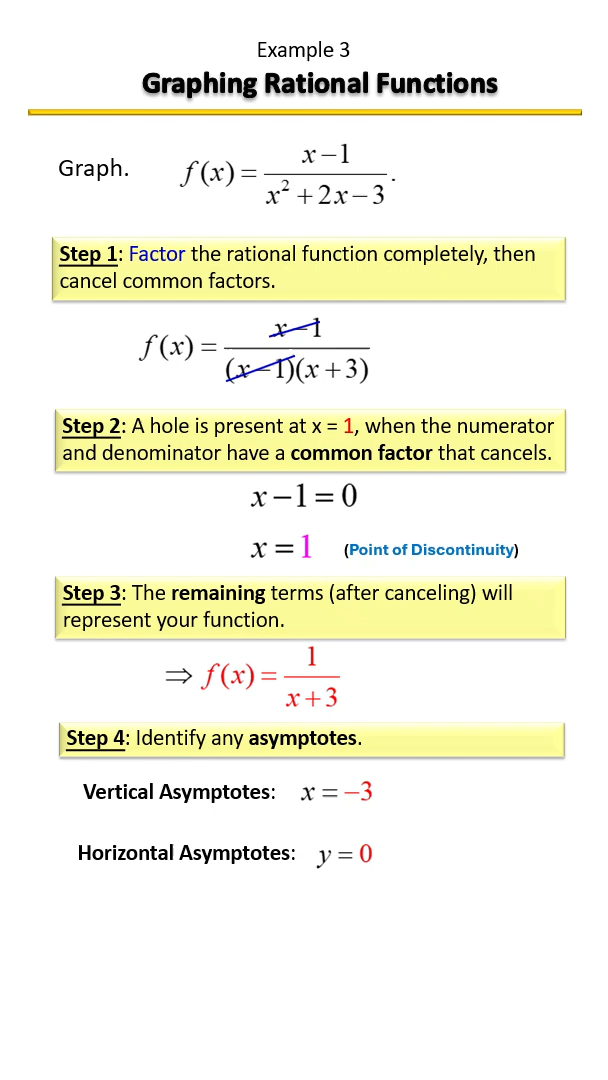 Example 3
Graphing Rational Functions
Graph. f(x) = (x−1)/(x²+2x−3).
Step 1: Factor the rational function completely, then
cancel common factors.
f(x) = (x−1)/((x−1)(x+3))
Step 2: A hole is present at x = 1, when the numerator
and denominator have a common factor that cancels.
x−1=0
x=1 (Point of Discontinuity)
Step 3: The remaining terms (after canceling) will
represent your function.
⇒ f(x) = 1/(x+3)
Step 4: Identify any asymptotes.
Vertical Asymptotes: x = −3
Horizontal Asymptotes: y = 0